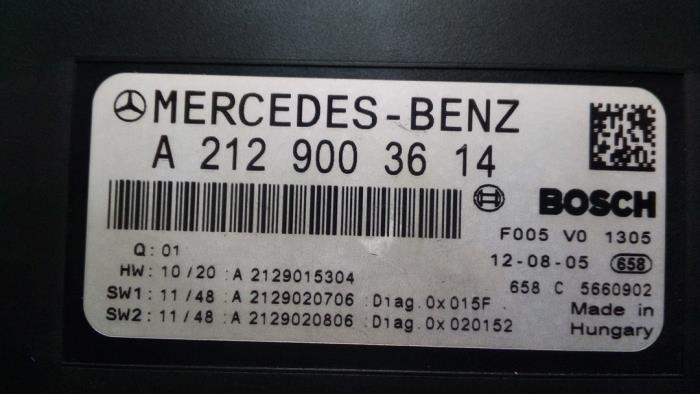 MERCEDES-BENZ
A 212 900 36 14
BOSCH
F005 V0 1305
Q: 01
12-08-05 658
HW: 10/20 :A 2129015304
658 C 5660902
SW1: 11/48 :A 2129020706 :Diag.0x015F
Made in
SW2: 11/48 :A 2129020806 :Diag.0x020152
Hungary